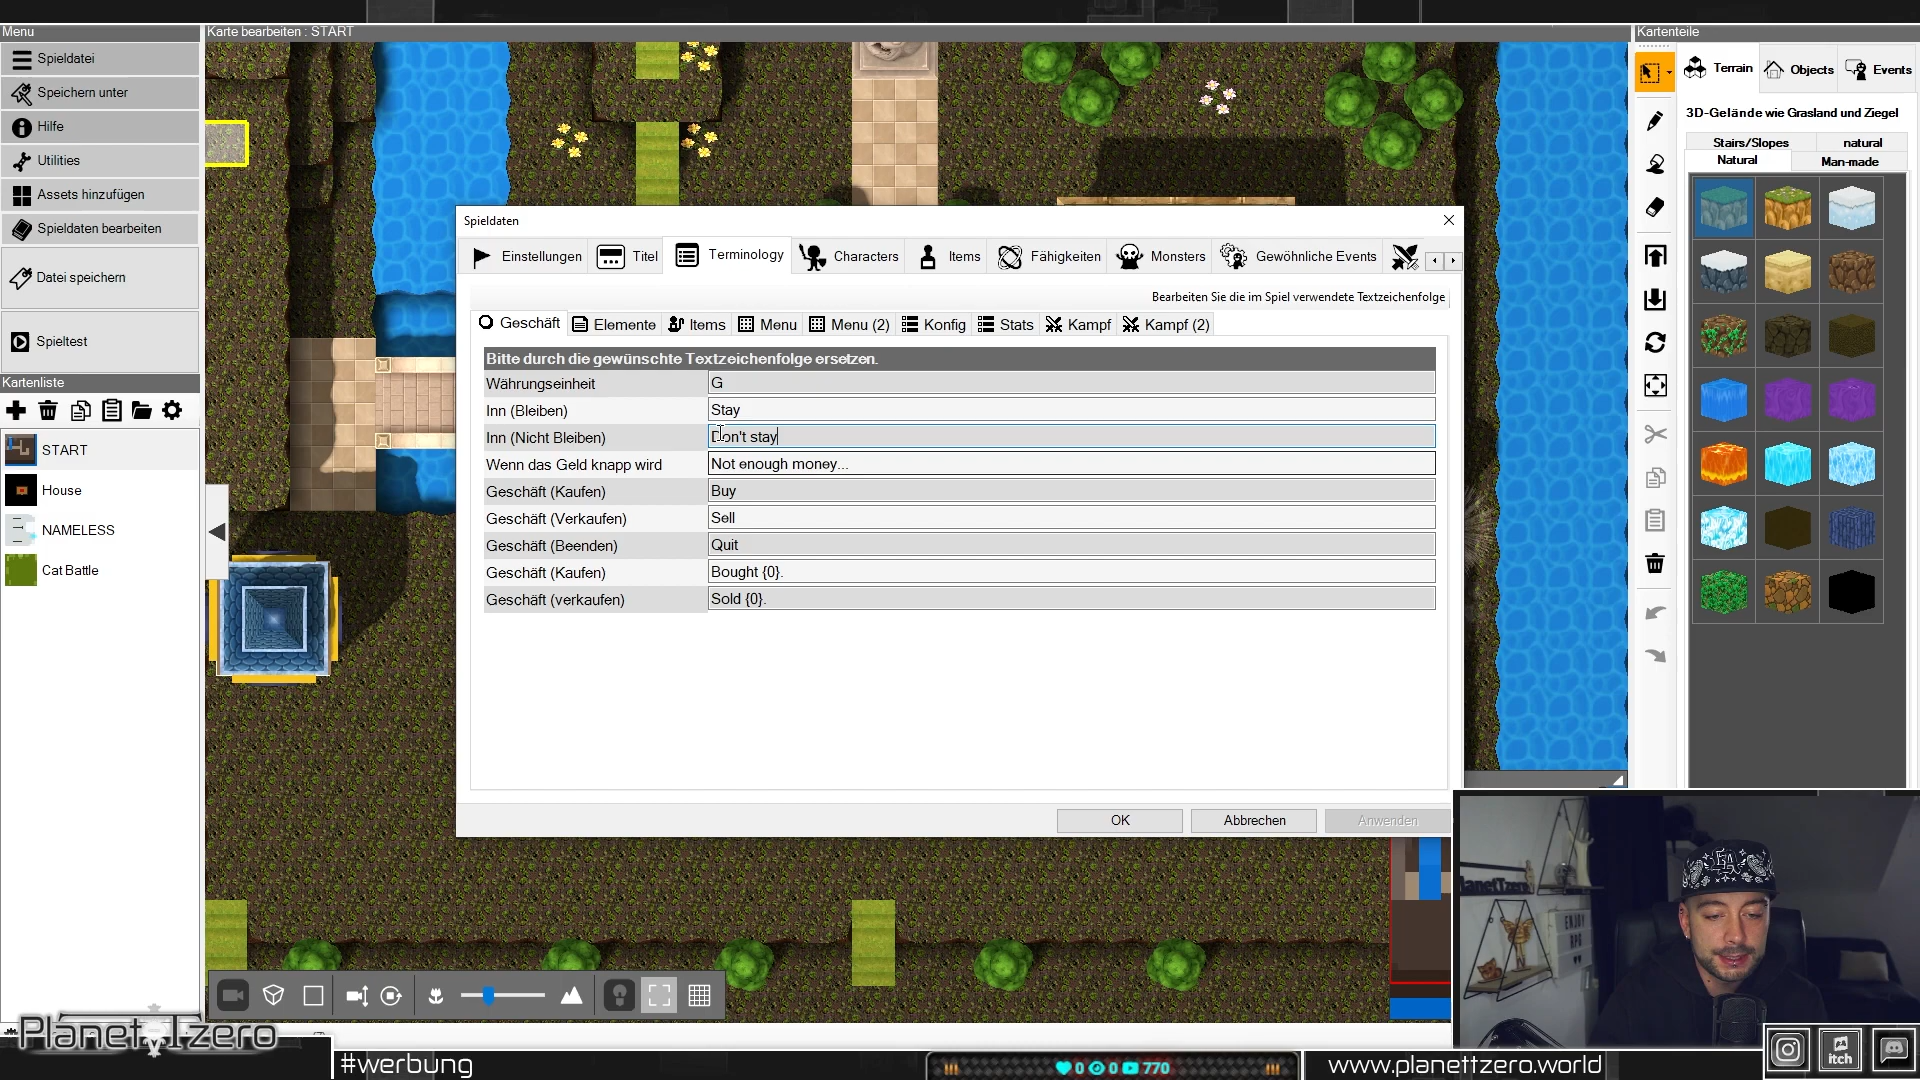 Menu
Karte bearbeiten : START
Kartenteile
Spieldatei
Speichern unter
Hilfe
Utilities
Assets hinzufügen
Spieldaten bearbeiten
Datei speichern
Spieltest
Kartenliste
START
House
NAMELESS
Cat Battle
Spieldaten
Einstellungen
Titel
Terminology
Characters
Items
Fähigkeiten
Monsters
Gewöhnliche Events
Bearbeiten Sie die im Spiel verwendete Textzeichenfolge
Geschäft
Elemente
Items
Menu
Menu (2)
Konfig
Stats
Kampf
Kampf (2)
Bitte durch die gewünschte Textzeichenfolge ersetzen.
Währungseinheit G
Inn (Bleiben) Stay
Inn (Nicht Bleiben) Don't stay
Wenn das Geld knapp wird Not enough money...
Geschäft (Kaufen) Buy
Geschäft (Verkaufen) Sell
Geschäft (Beenden) Quit
Geschäft (Kaufen) Bought {0}.
Geschäft (verkaufen) Sold {0}.
OK
Abbrechen
Anwenden
Terrain
Objects
Events
3D-Gelände wie Grasland und Ziegel
Stairs/Slopes
natural
Natural
Man-made
ENJOY
RPG
PlanetTzero
#werbung
0 0 770
www.planettzero.world
itch